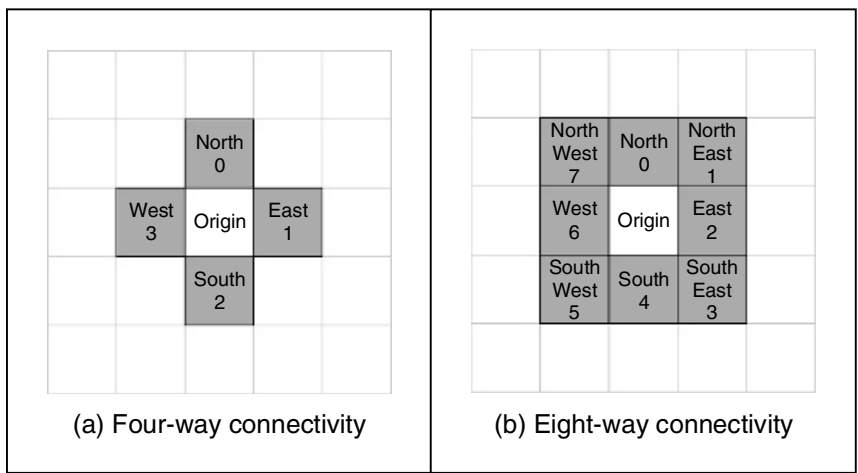 North
0
West
3
Origin
East
1
South
2
(a) Four-way connectivity
North
West
7
North
0
North
East
1
West
6
Origin
East
2
South
West
5
South
4
South
East
3
(b) Eight-way connectivity